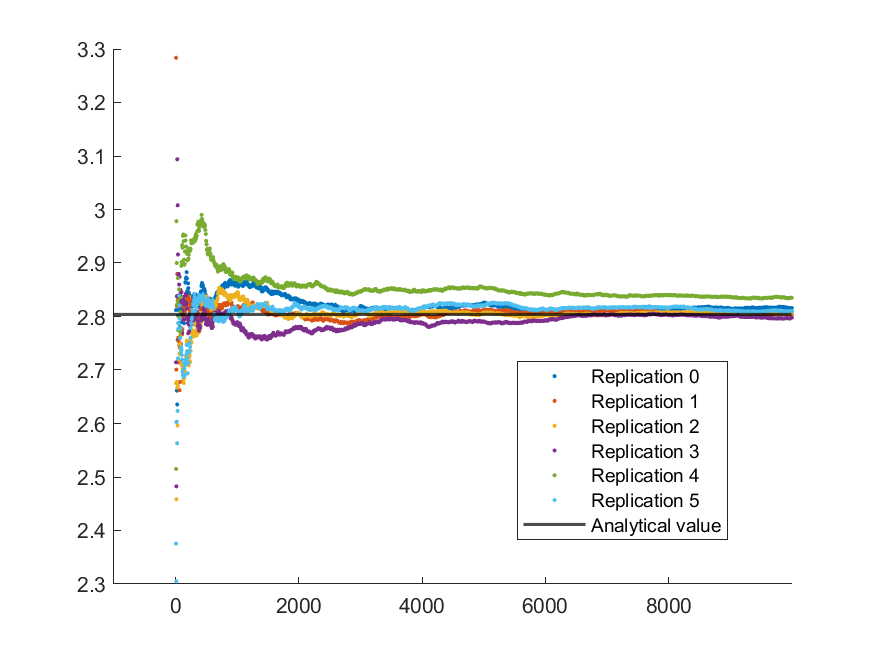 3.3
3.2
3.1
3
2.9
2.8
2.7
2.6
2.5
2.4
2.3
0
2000
4000
6000
8000
Replication 0
Replication 1
Replication 2
Replication 3
Replication 4
Replication 5
Analytical value